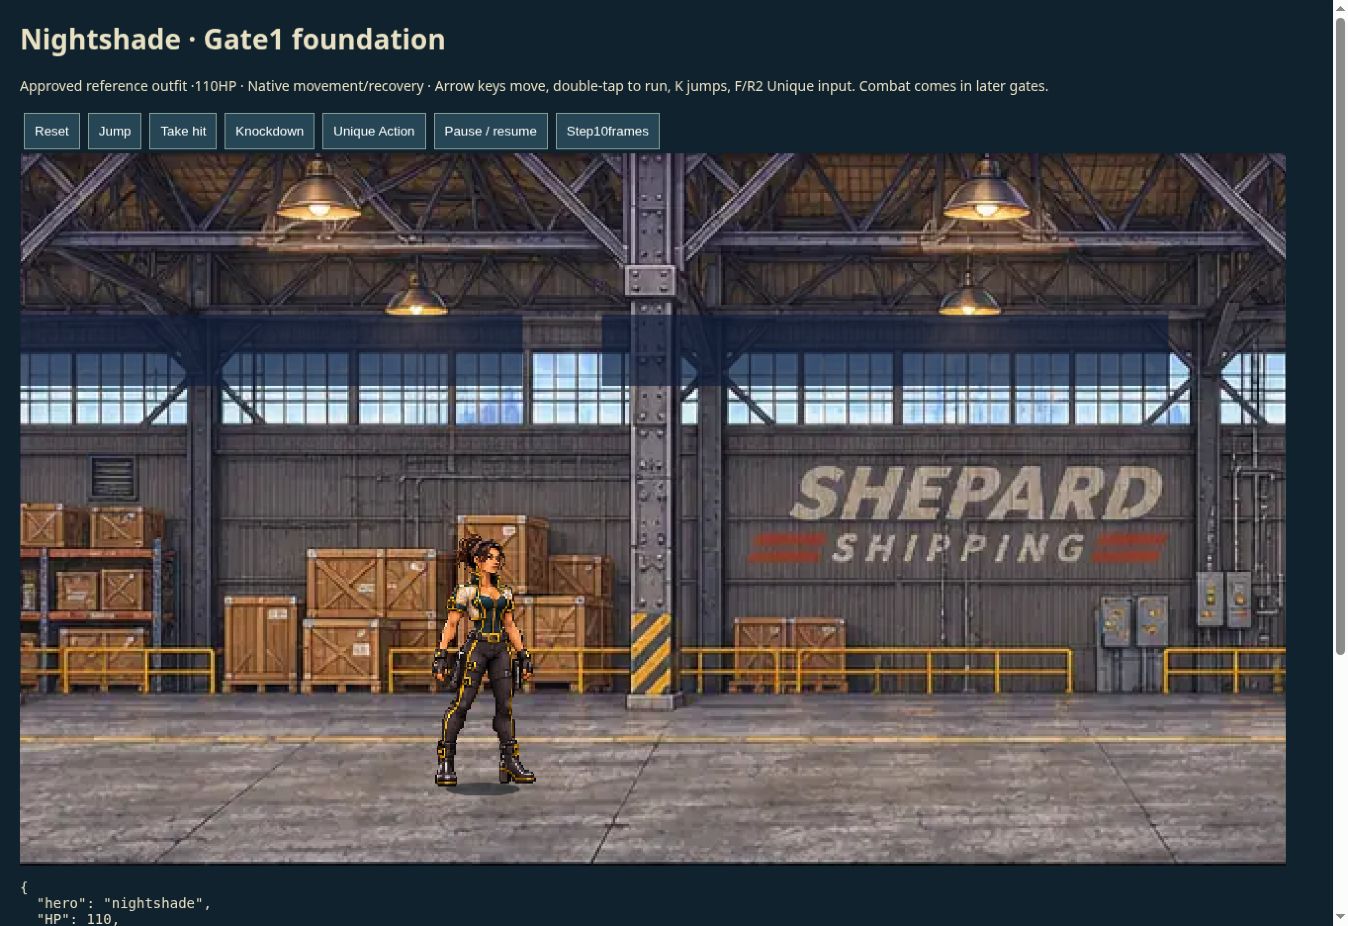 Nightshade · Gate1 foundation
Approved reference outfit ·110HP · Native movement/recovery · Arrow keys move, double-tap to run, K jumps, F/R2 Unique input. Combat comes in later gates.
Reset Jump Take hit Knockdown Unique Action Pause / resume Step10frames
SHEPARD
SHIPPING
{
"hero": "nightshade",
"HP": 110,